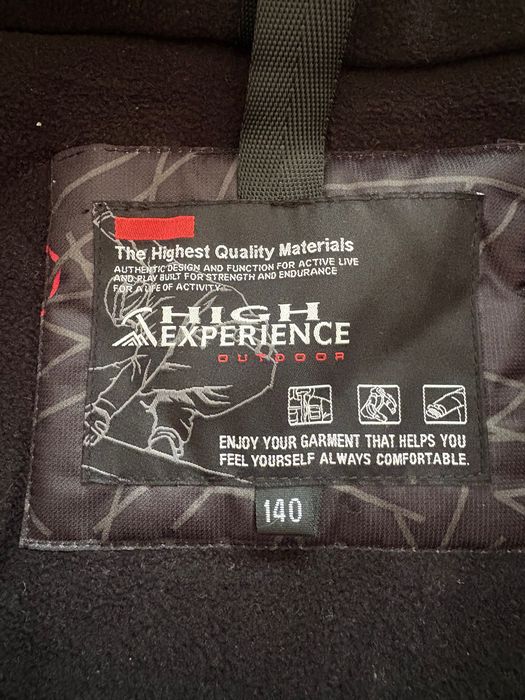 The Highest Quality Materials
AUTHENTIC DESIGN AND FUNCTION FOR ACTIVE LIVE
AND PLAY BUILT FOR STRENGTH AND ENDURANCE
FOR A LIFE OF ACTIVITY
HIGH
EXPERIENCE
OUTDOOR
ENJOY YOUR GARMENT THAT HELPS YOU
FEEL YOURSELF ALWAYS COMFORTABLE.
140